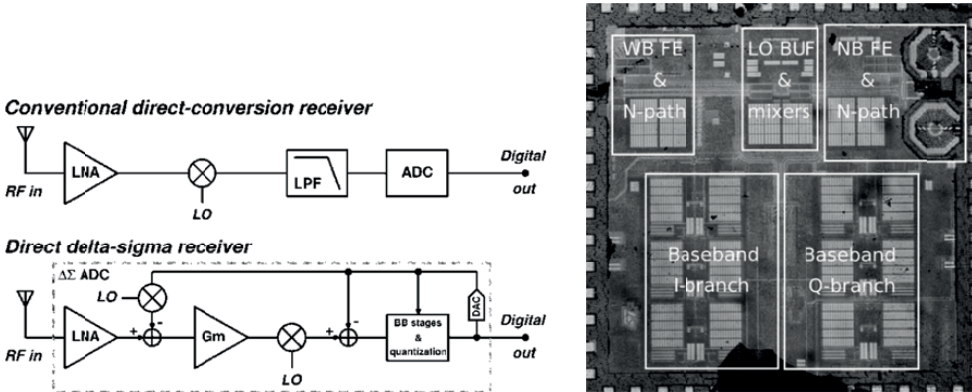 Conventional direct-conversion receiver
RF in
LNA
LO
LPF
ADC
Digital
out
Direct delta-sigma receiver
ΔΣ ADC
LO
RF in
LNA
+
-
Gm
LO
+
-
BB stages
&
quantization
DAC
Digital
out
WB FE
&
N-path
LO BUF
&
mixers
NB FE
&
N-path
Baseband
I-branch
Baseband
Q-branch